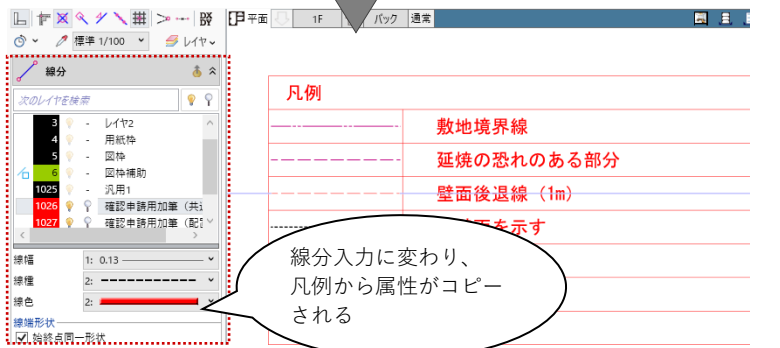 平面 1F バック 通常
標準 1/100 レイヤ
線分
次のレイヤを検索
3 - レイヤ2
4 - 用紙枠
5 - 図枠
6 - 図枠補助
1025 - 汎用1
1026 確認申請用加筆（共通
1027 確認申請用加筆（配置
線幅 1: 0.13
線種 2:
線色 2:
線端形状
始終点同一形状
凡例
敷地境界線
延焼の恐れのある部分
壁面後退線（1m）
を示す
線分入力に変わり、
凡例から属性がコピー
される